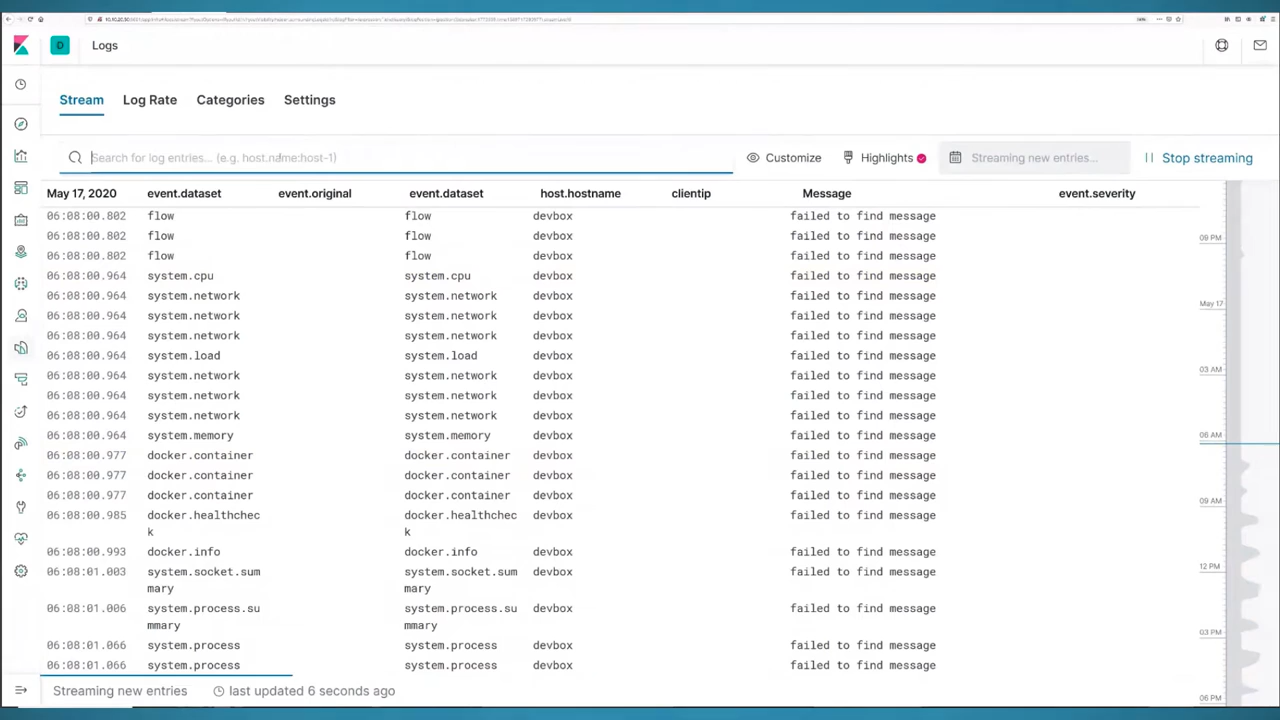 D Logs
Stream Log Rate Categories Settings
Search for log entries... (e.g. host.name:host-1) Customize Highlights Streaming new entries... Stop streaming
May 17, 2020 event.dataset event.original event.dataset host.hostname clientip Message event.severity
06:08:00.802 flow flow devbox failed to find message
06:08:00.802 flow flow devbox failed to find message
09 PM
06:08:00.802 flow flow devbox failed to find message
06:08:00.964 system.cpu system.cpu devbox failed to find message
06:08:00.964 system.network system.network devbox failed to find message
May 17
06:08:00.964 system.network system.network devbox failed to find message
06:08:00.964 system.network system.network devbox failed to find message
06:08:00.964 system.load system.load devbox failed to find message
03 AM
06:08:00.964 system.network system.network devbox failed to find message
06:08:00.964 system.network system.network devbox failed to find message
06:08:00.964 system.network system.network devbox failed to find message
06:08:00.964 system.memory system.memory devbox failed to find message
06 AM
06:08:00.977 docker.container docker.container devbox failed to find message
06:08:00.977 docker.container docker.container devbox failed to find message
06:08:00.977 docker.container docker.container devbox failed to find message
09 AM
06:08:00.985 docker.healthchec docker.healthchec devbox failed to find message
k k
06:08:00.993 docker.info docker.info devbox failed to find message
12 PM
06:08:01.003 system.socket.sum system.socket.sum devbox failed to find message
mary mary
06:08:01.006 system.process.su system.process.su devbox failed to find message
mmary mmary
03 PM
06:08:01.066 system.process system.process devbox failed to find message
06:08:01.066 system.process system.process devbox failed to find message
Streaming new entries last updated 6 seconds ago
06 PM